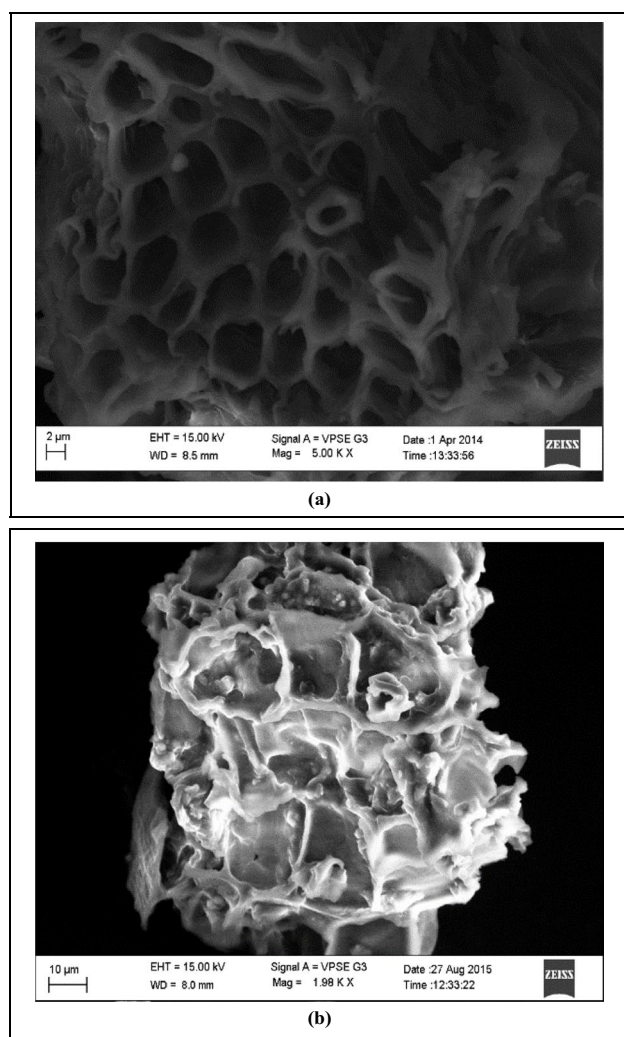 2 µm
EHT = 15.00 kV
Signal A = VPSE G3
Date :1 Apr 2014
WD = 8.5 mm
Mag = 5.00 K X
Time :13:33:56
ZEISS
(a)
10 µm
EHT = 15.00 kV
Signal A = VPSE G3
Date :27 Aug 2015
WD = 8.0 mm
Mag = 1.98 K X
Time :12:33:22
ZEISS
(b)